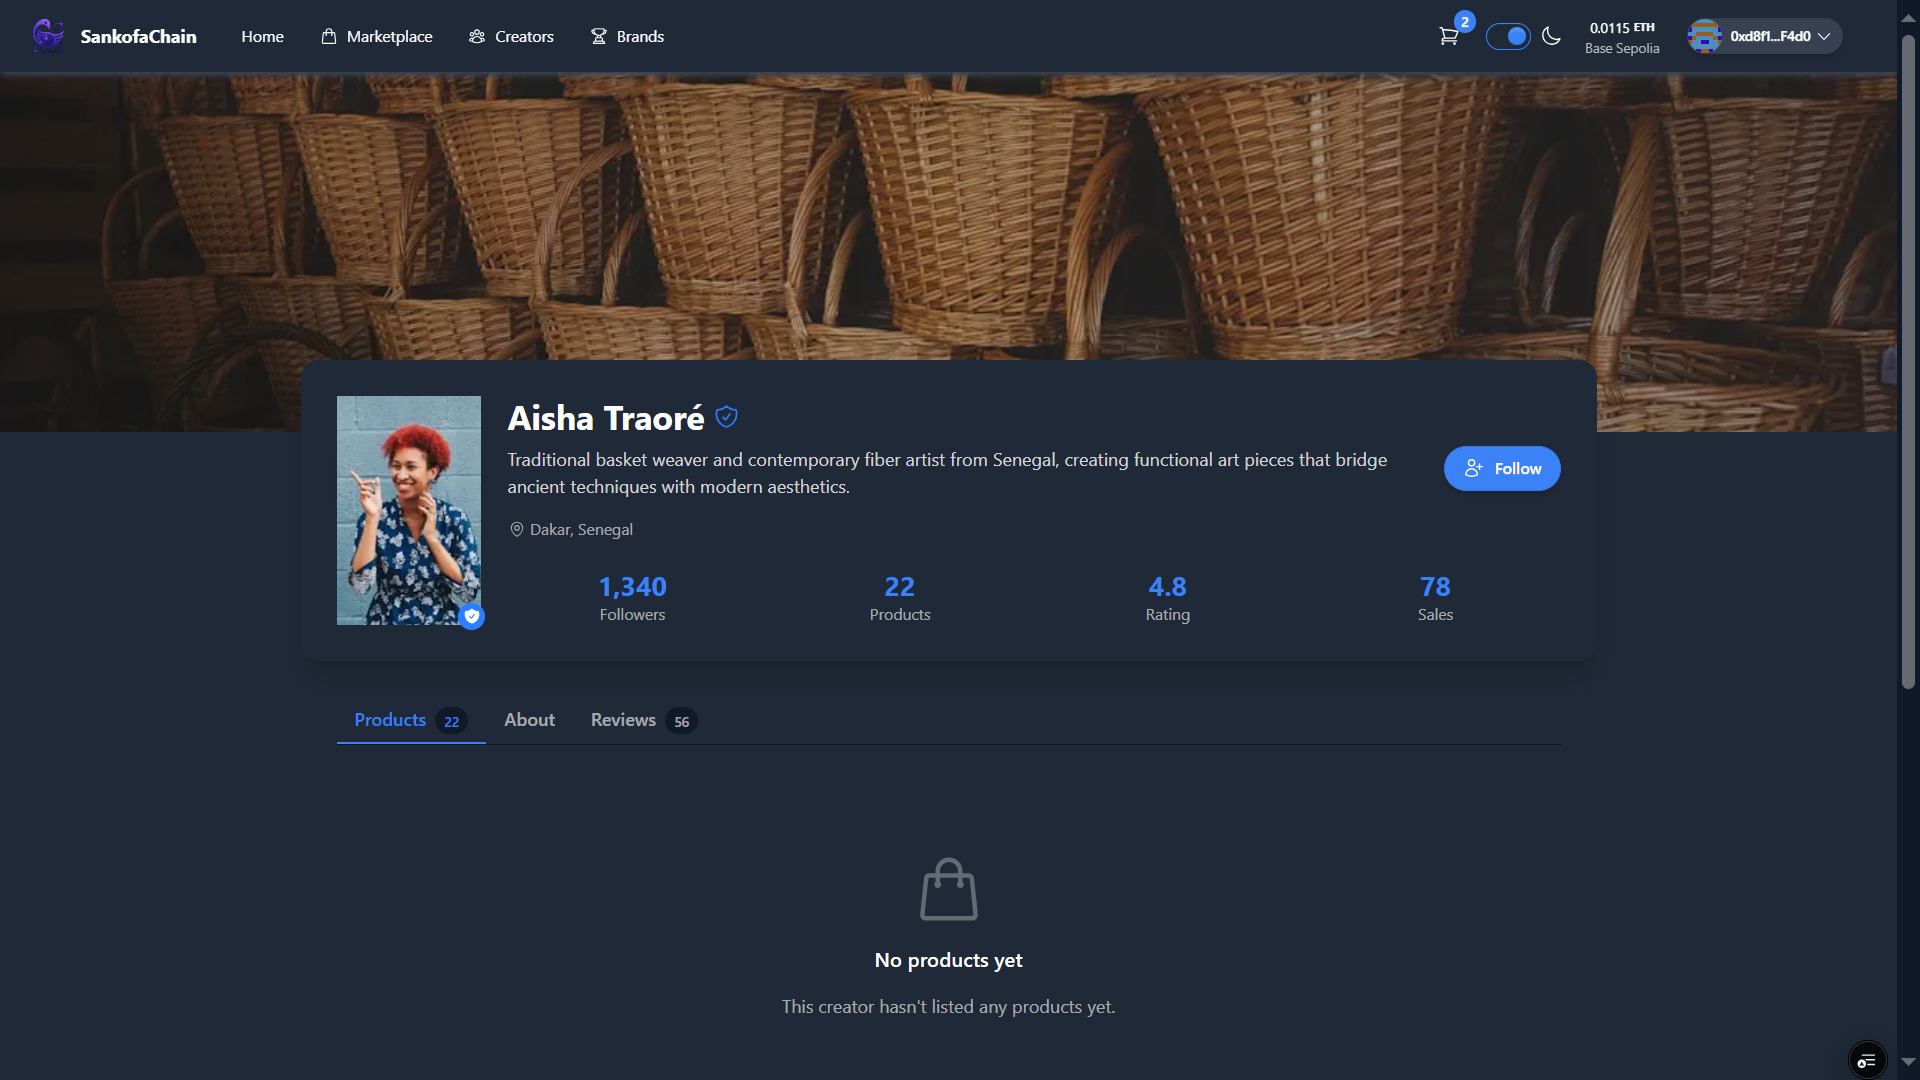 SankofaChain
Home
Marketplace
Creators
Brands
2
0.0115 ETH
Base Sepolia
0xd8f1...F4d0
Aisha Traoré
Traditional basket weaver and contemporary fiber artist from Senegal, creating functional art pieces that bridge
ancient techniques with modern aesthetics.
Dakar, Senegal
Follow
1,340
Followers
22
Products
4.8
Rating
78
Sales
Products 22
About
Reviews 56
No products yet
This creator hasn't listed any products yet.